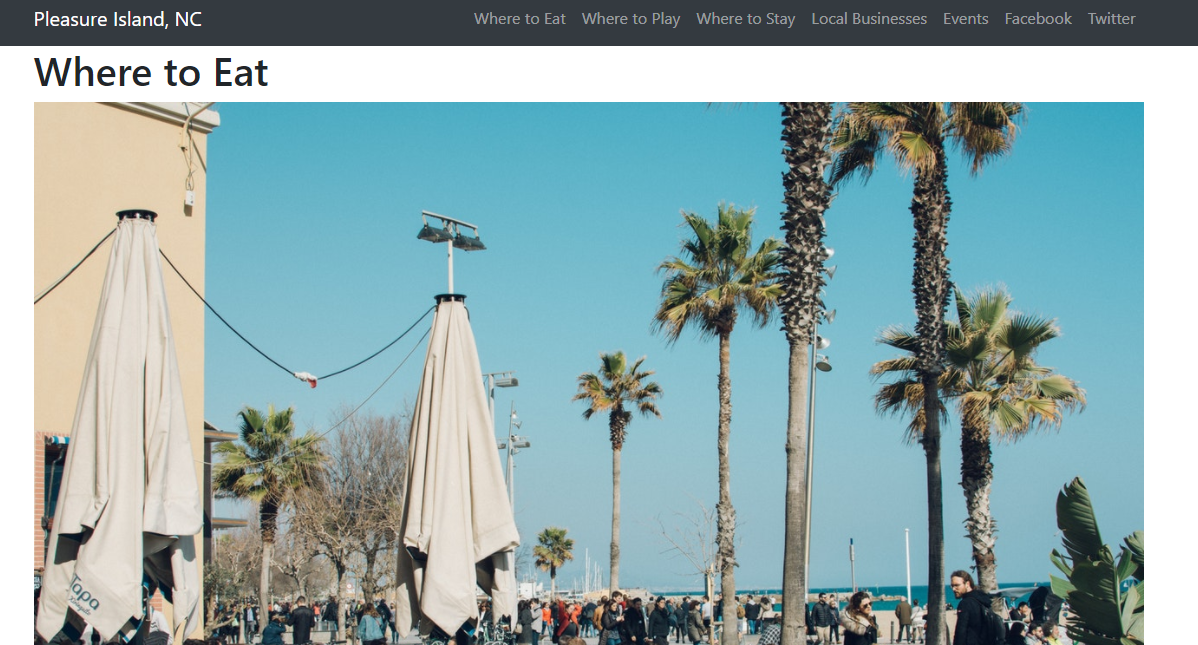 Pleasure Island, NC
Where to Eat Where to Play Where to Stay Local Businesses Events Facebook Twitter
Where to Eat
Tapa